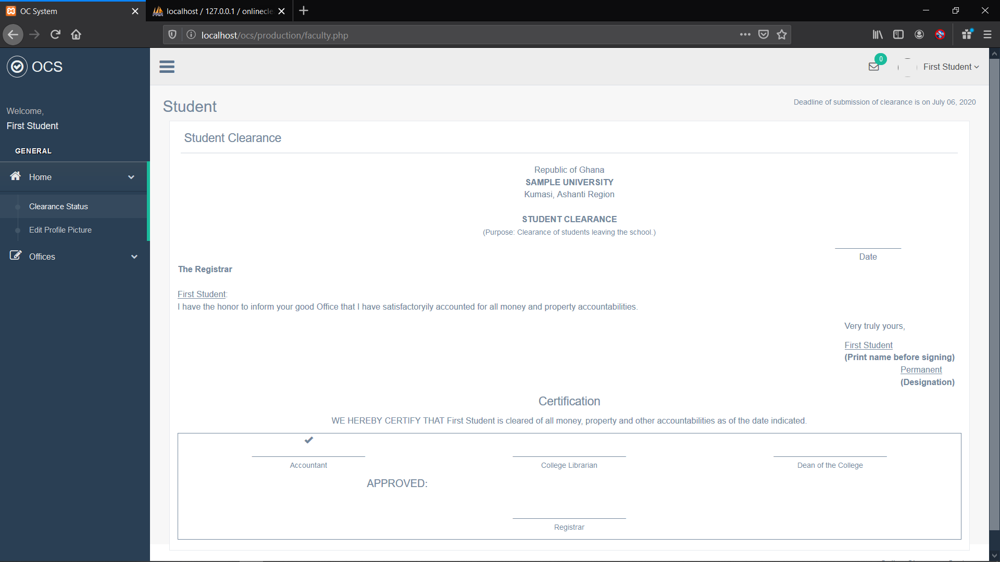 OC System
localhost / 127.0.0.1 / onlinecle
localhost/ocs/production/faculty.php
OCS
0
First Student
Welcome,
First Student
GENERAL
Home
Clearance Status
Edit Profile Picture
Offices
Student
Deadline of submission of clearance is on July 06, 2020
Student Clearance
Republic of Ghana
SAMPLE UNIVERSITY
Kumasi, Ashanti Region
STUDENT CLEARANCE
(Purpose: Clearance of students leaving the school.)
Date
The Registrar
First Student:
I have the honor to inform your good Office that I have satisfactoryily accounted for all money and property accountabilities.
Very truly yours,
First Student
(Print name before signing)
Permanent
(Designation)
Certification
WE HEREBY CERTIFY THAT First Student is cleared of all money, property and other accountabilities as of the date indicated.
Accountant
College Librarian
Dean of the College
APPROVED:
Registrar